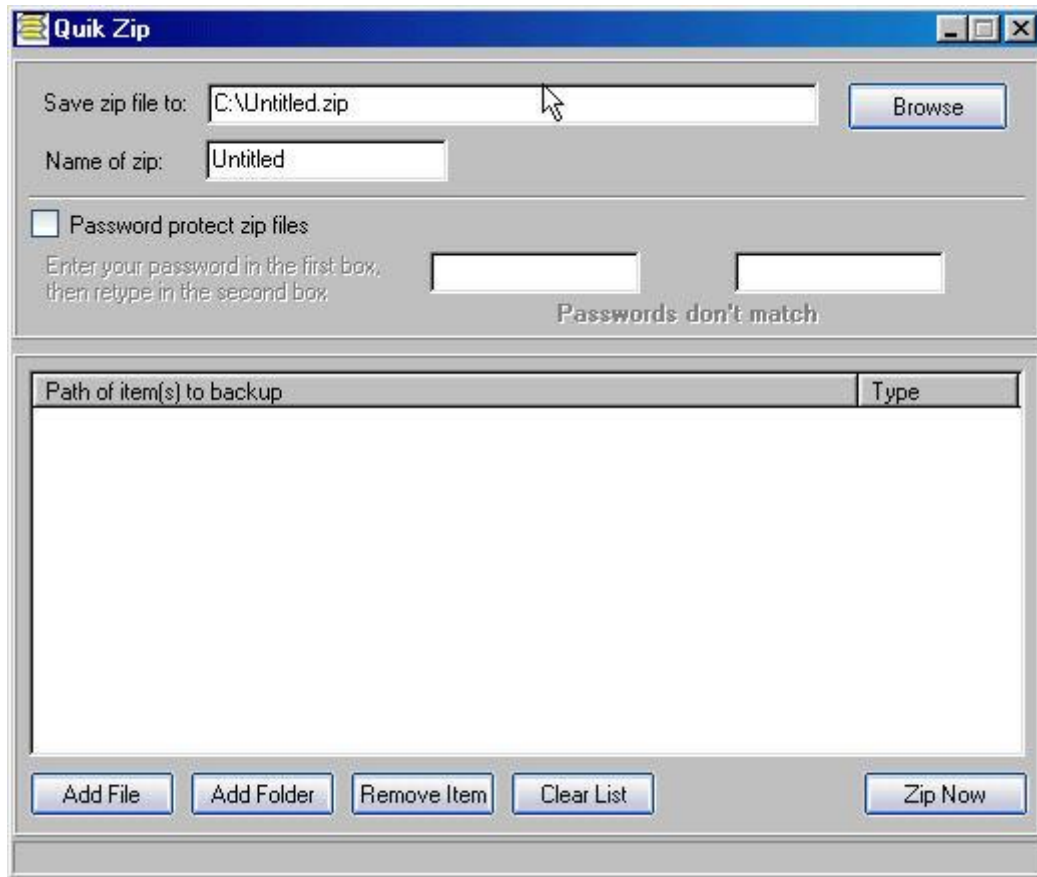 Quik Zip
Save zip file to: C:\Untitled.zip Browse
Name of zip: Untitled
Password protect zip files
Enter your password in the first box,
then retype in the second box
Passwords don't match
Path of item(s) to backup Type
Add File Add Folder Remove Item Clear List Zip Now